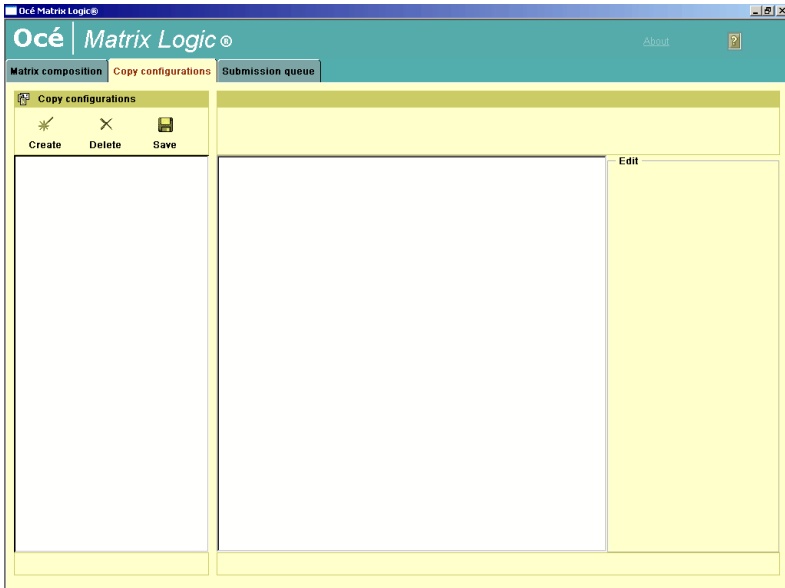 Océ Matrix Logic®
Océ | Matrix Logic ®
About
?
Matrix composition Copy configurations Submission queue
Copy configurations
Create Delete Save
Edit